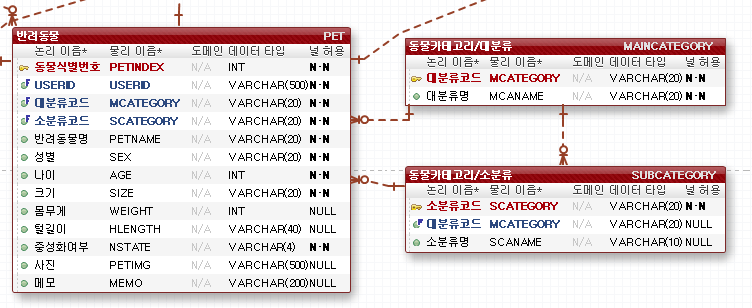 반려동물 PET
논리 이름* 물리 이름* 도메인 데이터 타입 널 허용
동물식별번호 PETINDEX N/A INT N-N
USERID USERID N/A VARCHAR(500) N-N
대분류코드 MCATEGORY N/A VARCHAR(20) N-N
소분류코드 SCATEGORY N/A VARCHAR(20) N-N
반려동물명 PETNAME N/A VARCHAR(20) N-N
성별 SEX N/A VARCHAR(20) N-N
나이 AGE N/A INT N-N
크기 SIZE N/A VARCHAR(20) N-N
몸무게 WEIGHT N/A INT NULL
털길이 HLENGTH N/A VARCHAR(40) NULL
중성화여부 NSTATE N/A VARCHAR(4) N-N
사진 PETIMG N/A VARCHAR(500) NULL
메모 MEMO N/A VARCHAR(200) NULL
동물카테고리/대분류 MAINCATEGORY
논리 이름* 물리 이름* 도메인 데이터 타입 널 허용
대분류코드 MCATEGORY N/A VARCHAR(20) N-N
대분류명 MCANAME N/A VARCHAR(20) N-N
동물카테고리/소분류 SUBCATEGORY
논리 이름* 물리 이름* 도메인 데이터 타입 널 허용
소분류코드 SCATEGORY N/A VARCHAR(20) N-N
대분류코드 MCATEGORY N/A VARCHAR(20) NULL
소분류명 SCANAME N/A VARCHAR(10) NULL